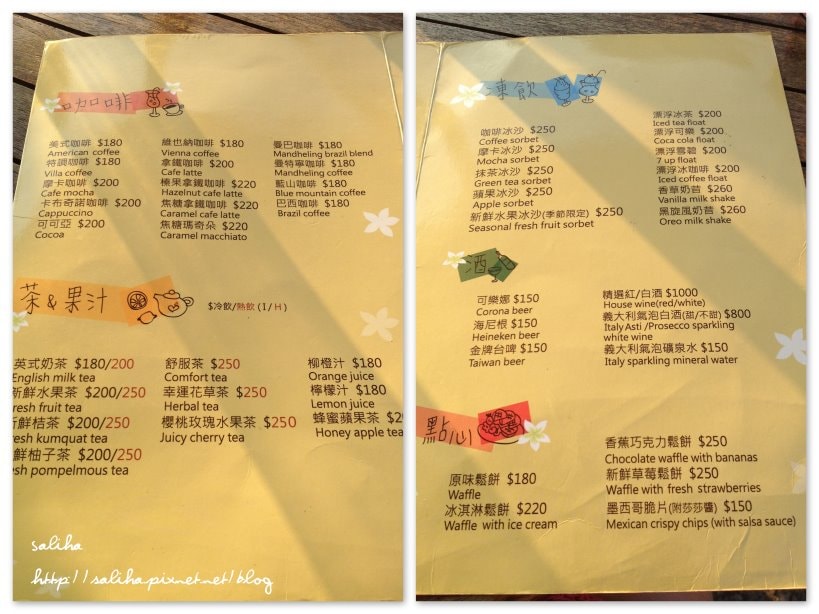 咖啡
美式咖啡 $180
American coffee
特調咖啡 $180
Villa coffee
摩卡咖啡 $200
Cafe mocha
卡布奇諾咖啡 $200
Cappuccino
可可亞 $200
Cocoa
維也納咖啡 $180
Vienna coffee
拿鐵咖啡 $200
Cafe latte
榛果拿鐵咖啡 $220
Hazelnut cafe latte
焦糖拿鐵咖啡 $220
Caramel cafe latte
焦糖瑪奇朵 $220
Caramel macchiato
曼巴咖啡 $180
Mandheling brazil blend
曼特寧咖啡 $180
Mandheling coffee
藍山咖啡 $180
Blue mountain coffee
巴西咖啡 $180
Brazil coffee
茶&果汁
$冷飲/熱飲(I/H)
英式奶茶 $180/200
English milk tea
新鮮水果茶 $200/250
resh fruit tea
鮮桔茶 $200/250
esh kumquat tea
鮮柚子茶 $200/250
sh pompelmous tea
舒服茶 $250
Comfort tea
幸運花草茶 $250
Herbal tea
櫻桃玫瑰水果茶 $250
Juicy cherry tea
柳橙汁 $180
Orange juice
檸檬汁 $180
Lemon juice
蜂蜜蘋果茶 $2
Honey apple tea
saliha
http://saliha.pixnet.net/blog
凍飲
咖啡冰沙 $250
Coffee sorbet
摩卡冰沙 $250
Mocha sorbet
抹茶冰沙 $250
Green tea sorbet
蘋果冰沙 $250
Apple sorbet
新鮮水果冰沙(季節限定) $250
Seasonal fresh fruit sorbet
漂浮冰茶 $200
Iced tea float
漂浮可樂 $200
Coca cola float
漂浮雪碧 $200
7 up float
漂浮冰咖啡 $200
Iced coffee float
香草奶昔 $260
Vanilla milk shake
黑旋風奶昔 $260
Oreo milk shake
酒
可樂娜 $150
Corona beer
海尼根 $150
Heineken beer
金牌台啤 $150
Taiwan beer
精選紅/白酒 $1000
House wine(red/white)
義大利氣泡白酒(甜/不甜) $800
Italy Asti /Prosecco sparkling
white wine
義大利氣泡礦泉水 $150
Italy sparkling mineral water
點心
原味鬆餅 $180
Waffle
冰淇淋鬆餅 $220
Waffle with ice cream
香蕉巧克力鬆餅 $250
Chocolate waffle with bananas
新鮮草莓鬆餅 $250
Waffle with fresh strawberries
墨西哥脆片(附莎莎醬) $150
Mexican crispy chips (with salsa sauce)